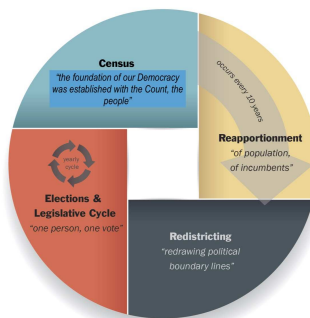 Census
"the foundation of our Democracy
was established with the Count, the
people"
occurs every 10 years
Reapportionment
"of population,
of incumbents"
yearly
cycle
Elections &
Legislative Cycle
"one person, one vote"
Redistricting
"redrawing political
boundary lines"